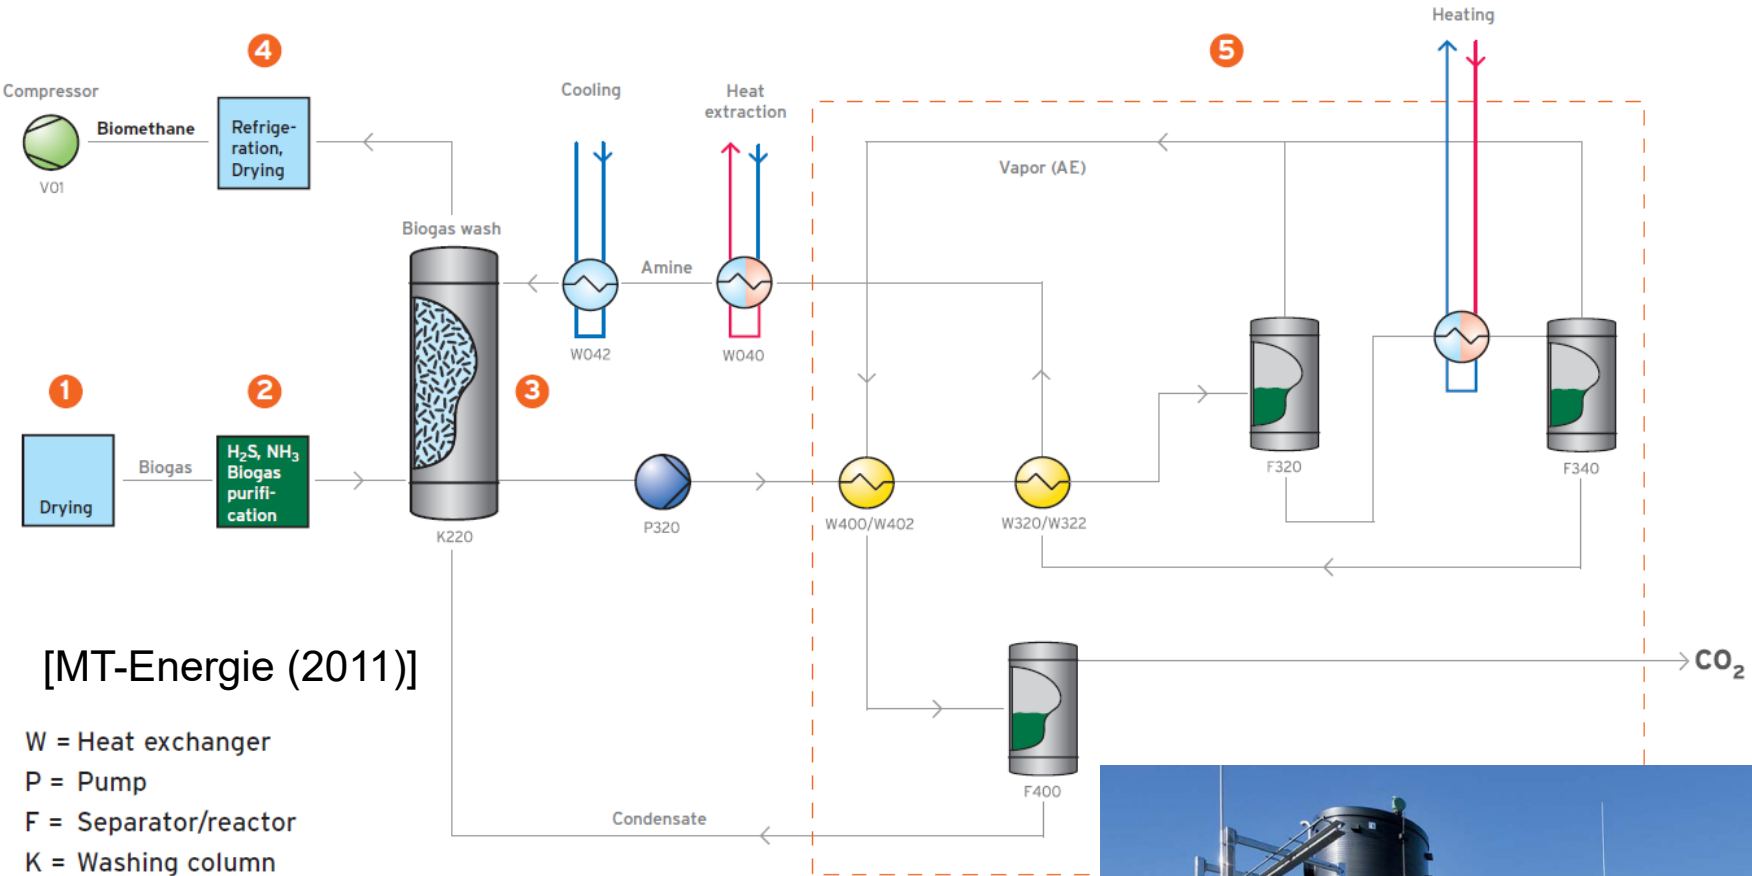 Heating
4
5
Compressor
Cooling
Heat
extraction
Biomethane
Refrige-
ration,
Drying
V01
Vapor (AE)
Biogas wash
Amine
W042
W040
1
2
3
Drying
Biogas
H₂S, NH₃
Biogas
purifi-
cation
K220
P320
W400/W402
W320/W322
F320
F340
[MT-Energie (2011)]
CO₂
W = Heat exchanger
P = Pump
F = Separator/reactor
K = Washing column
F400
Condensate